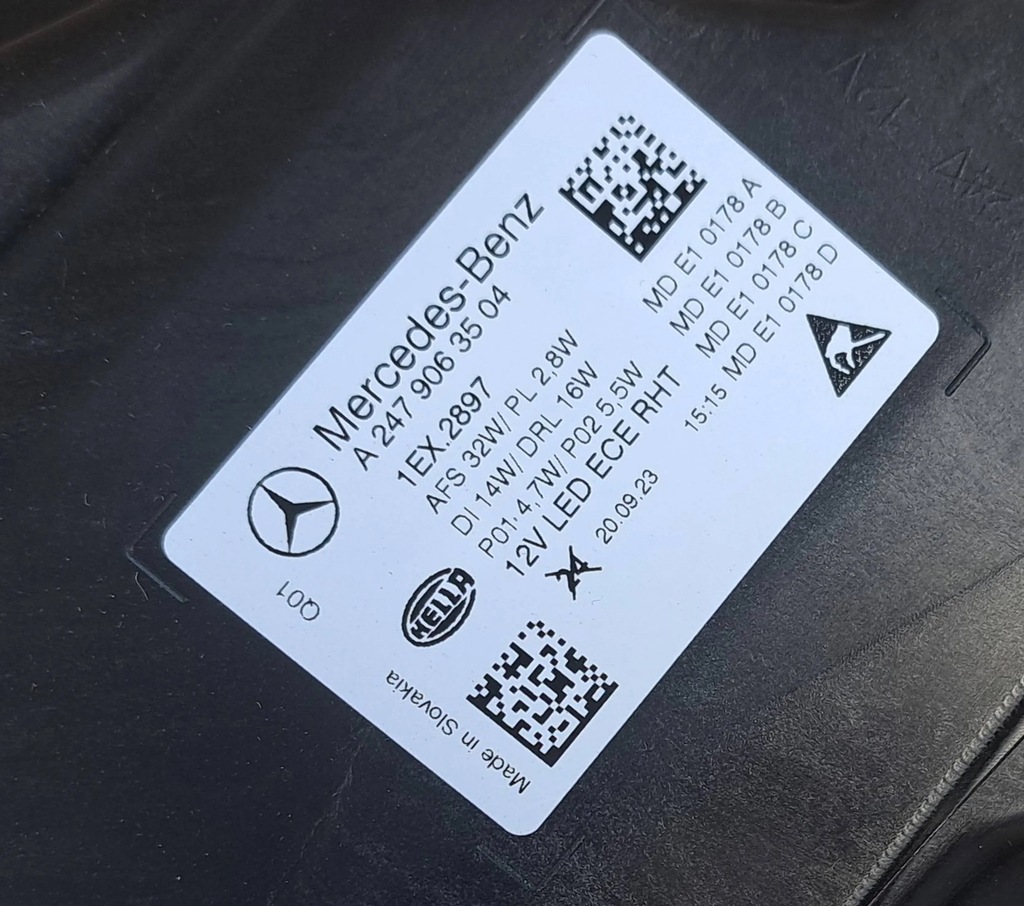 Mercedes-Benz
A 247 906 35 04
1EX.2897
AFS 32W/ PL 2,8W
DI 14W/ DRL 16W
P01 4,7W/ P02 5,5W
12V LED ECE RHT
24
20.09.23
15:15
MD E1 0178 A
MD E1 0178 B
MD E1 0178 C
MD E1 0178 D
HELLA
Q01
Made in Slovakia